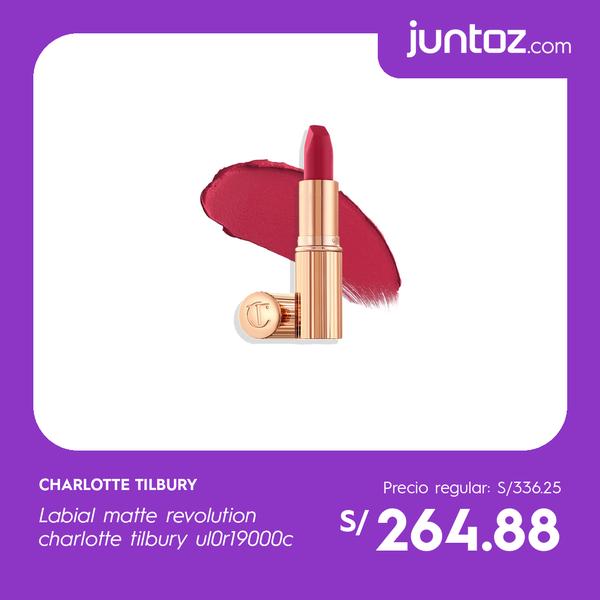 juntoz.com
CHARLOTTE TILBURY
Labial matte revolution
charlotte tilbury ul0r19000c
Precio regular: S/336.25
S/264.88